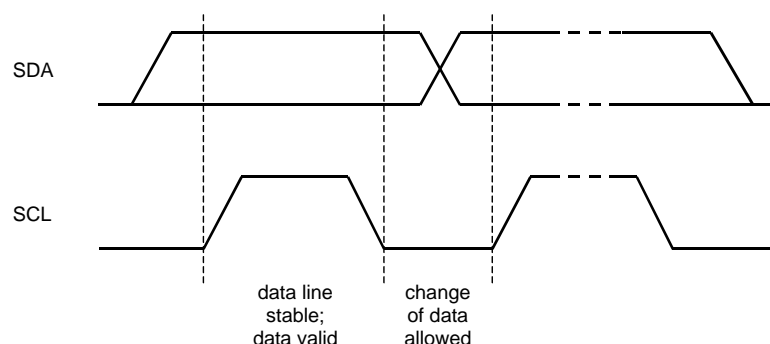 SDA
SCL
data line
stable;
data valid
change
of data
allowed